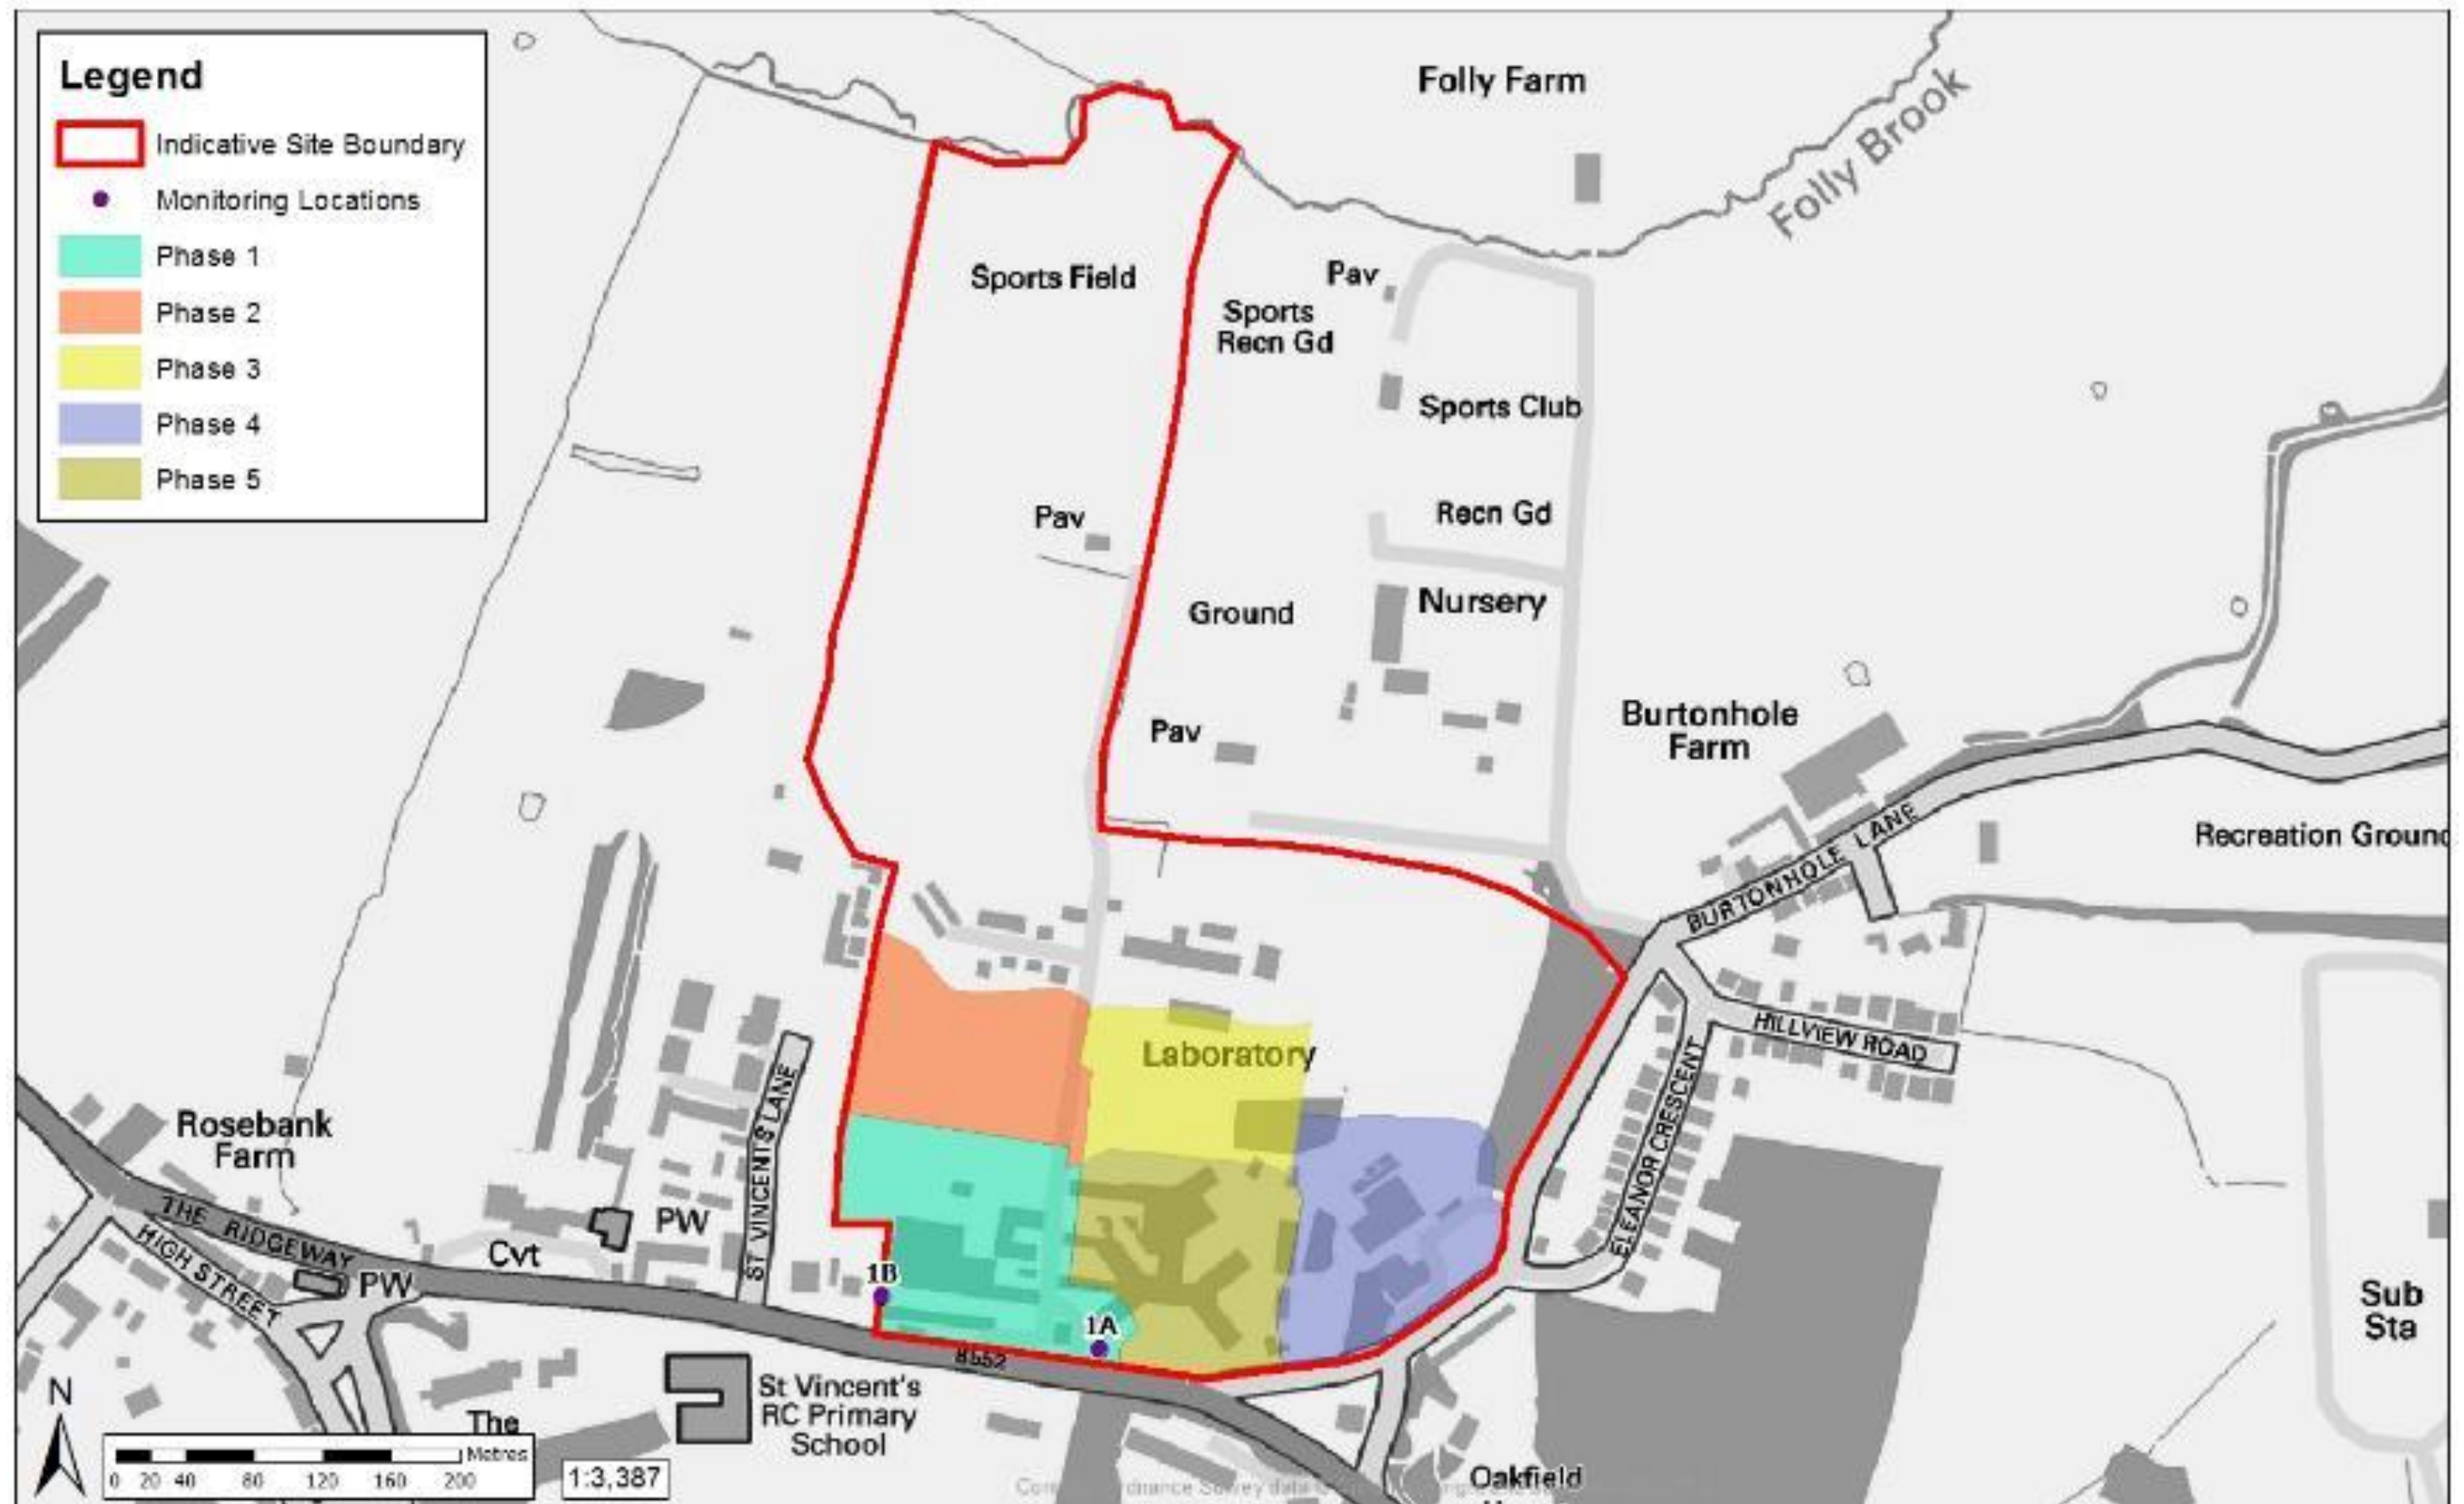 Legend
Indicative Site Boundary
Monitoring Locations
Phase 1
Phase 2
Phase 3
Phase 4
Phase 5
Folly Farm
Folly Brook
Sports Field
Pav
Sports
Recn Gd
Sports Club
Pav
Recn Gd
Ground
Nursery
Pav
Burtonhole
Farm
BURTONHOLE LANE
Recreation Ground
HILLVIEW ROAD
ELEANOR CRESCENT
Laboratory
Rosebank
Farm
THE RIDGEWAY
HIGH STREET
PW
Cvt
PW
ST VINCENTS LANE
1B
1A
8552
St Vincent's
RC Primary
School
The
Sub
Sta
Oakfield
N
Metres
0 20 40 80 120 160 200
1:3,387